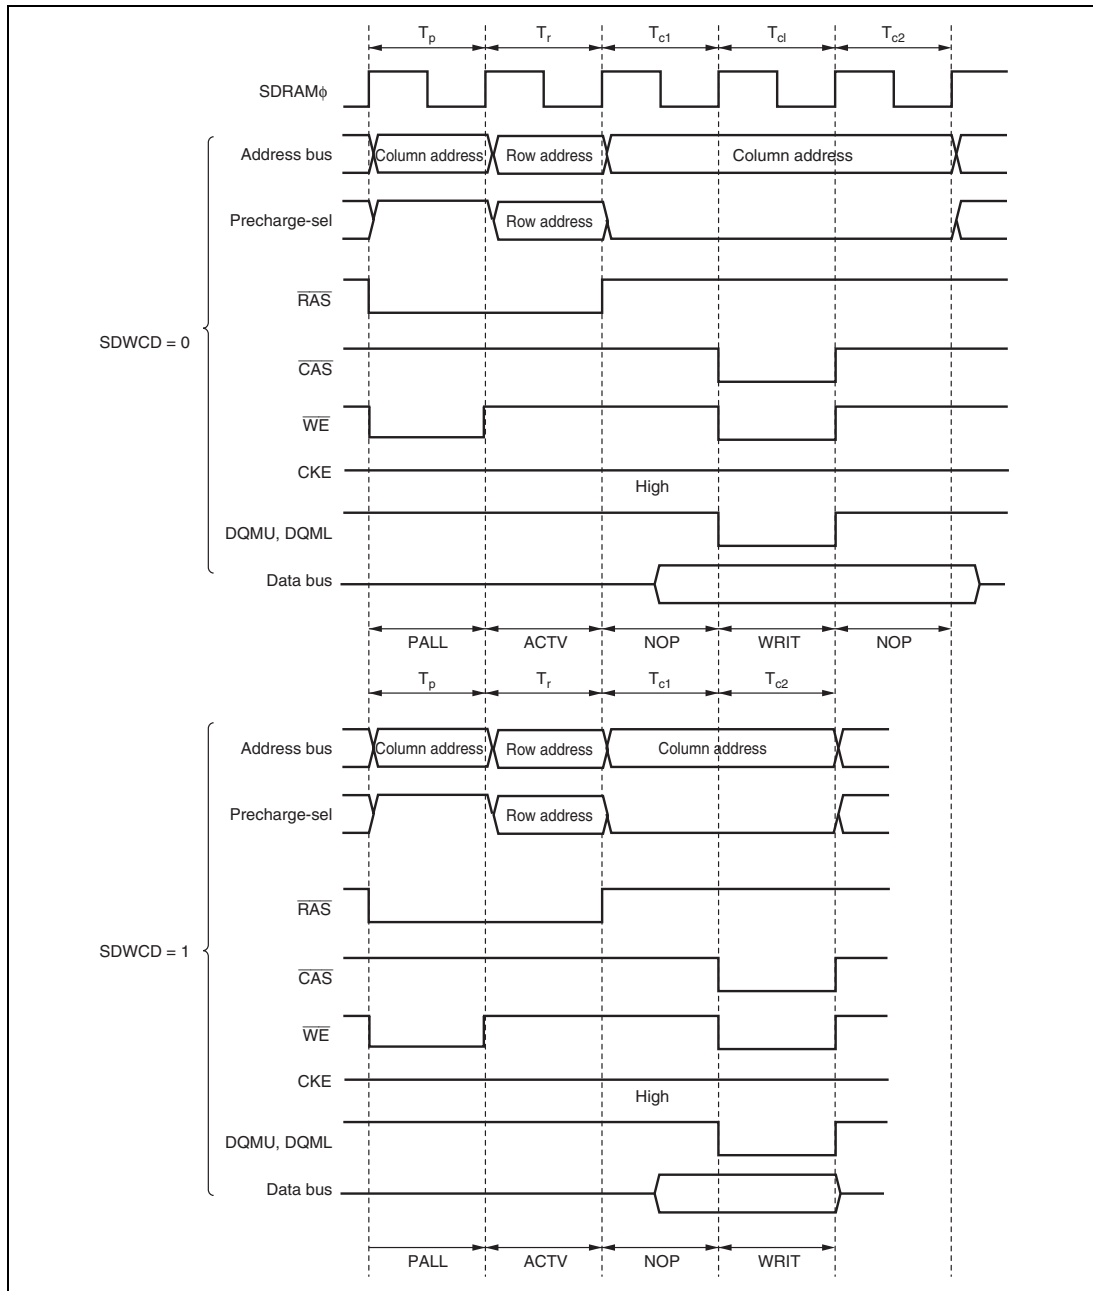 Tp Tr Tc1 Tcl Tc2
SDRAMφ
Address bus Column address Row address Column address
Precharge-sel Row address
RAS
SDWCD = 0
CAS
WE
CKE
High
DQMU, DQML
Data bus
PALL ACTV NOP WRIT NOP
Tp Tr Tc1 Tc2
Address bus Column address Row address Column address
Precharge-sel Row address
RAS
SDWCD = 1
CAS
WE
CKE
High
DQMU, DQML
Data bus
PALL ACTV NOP WRIT